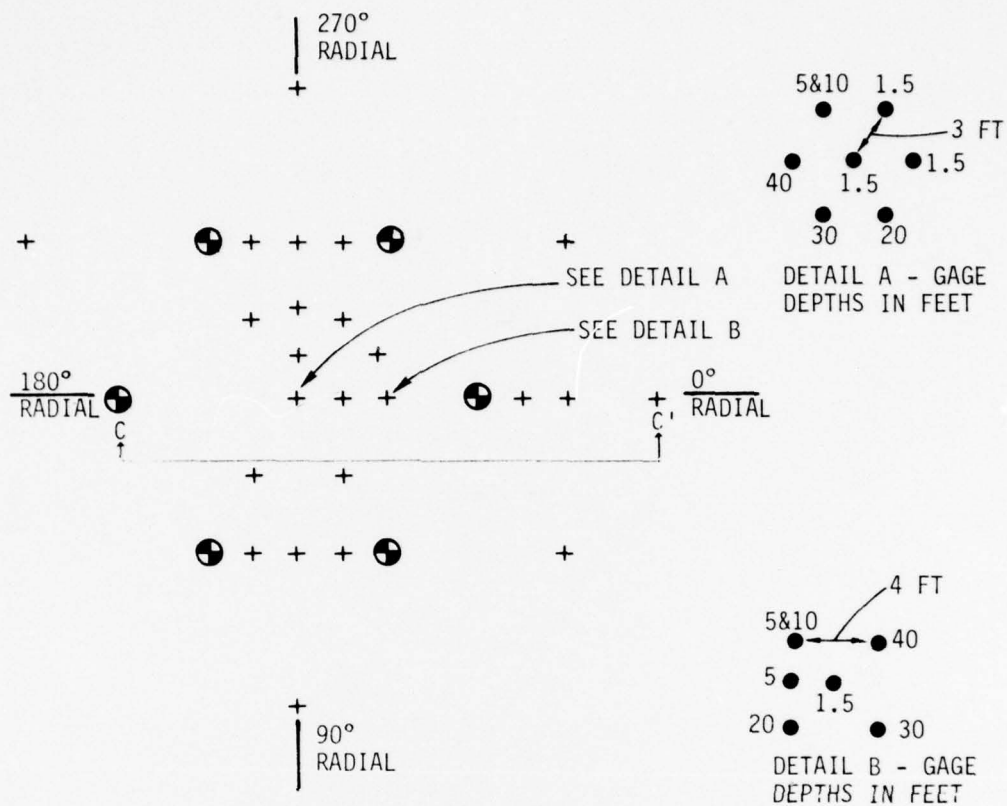 270°
RADIAL
5&10 1.5
3 FT
40 1.5 1.5
30 20
DETAIL A - GAGE
DEPTHS IN FEET
SEE DETAIL A
SEE DETAIL B
180°
RADIAL
0°
RADIAL
C C'
4 FT
5&10 40
5 1.5
20 30
DETAIL B - GAGE
DEPTHS IN FEET
90°
RADIAL